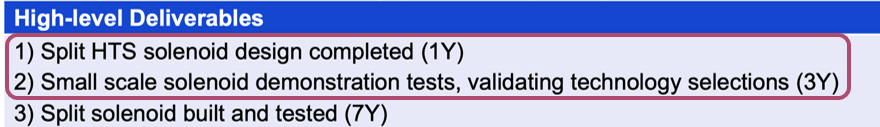 High-level Deliverables
1) Split HTS solenoid design completed (1Y)
2) Small scale solenoid demonstration tests, validating technology selections (3Y)
3) Split solenoid built and tested (7Y)